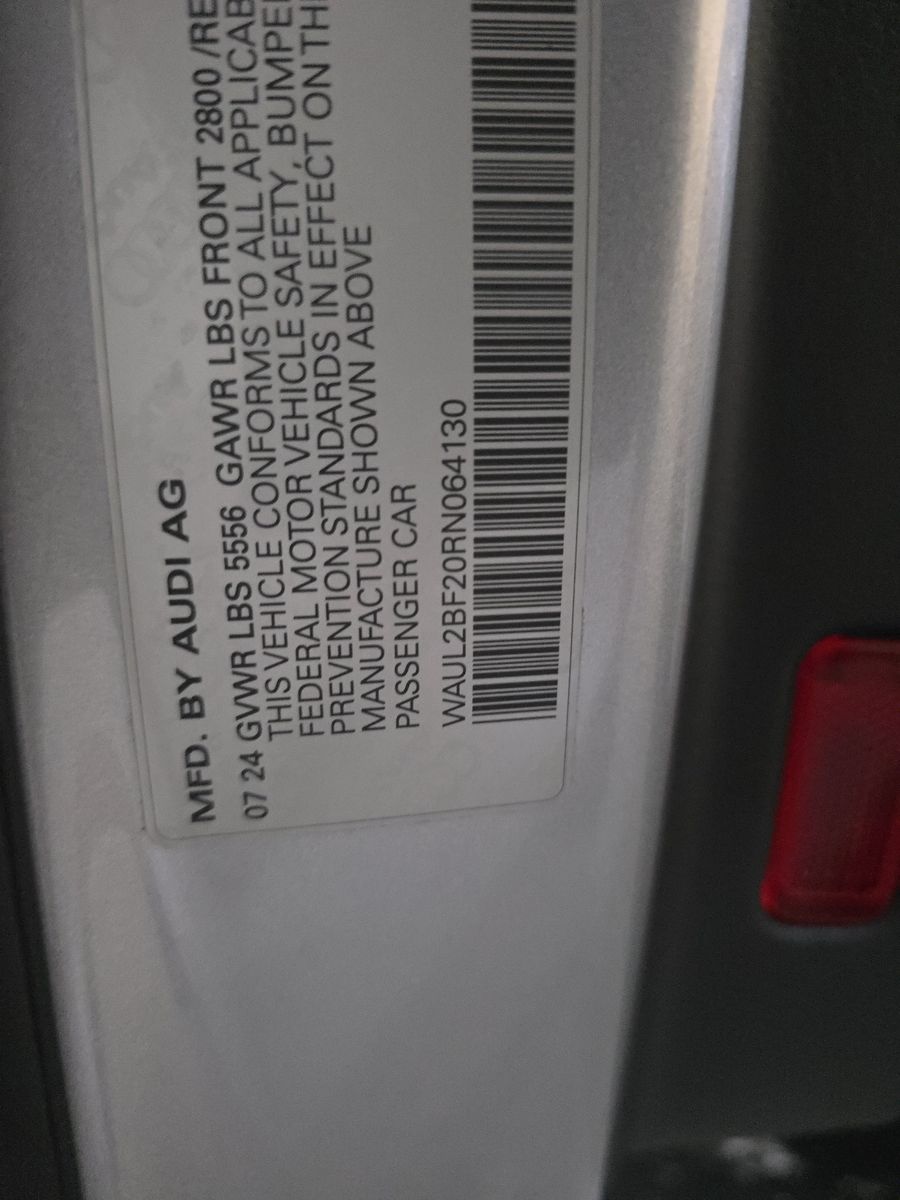 MFD. BY AUDI AG
07 24 GVWR LBS 5556 GAWR LBS FRONT 2800 /RE
THIS VEHICLE CONFORMS TO ALL APPLICAB
FEDERAL MOTOR VEHICLE SAFETY, BUMPE
PREVENTION STANDARDS IN EFFECT ON TH
MANUFACTURE SHOWN ABOVE
PASSENGER CAR
WAUL2BF20RN064130